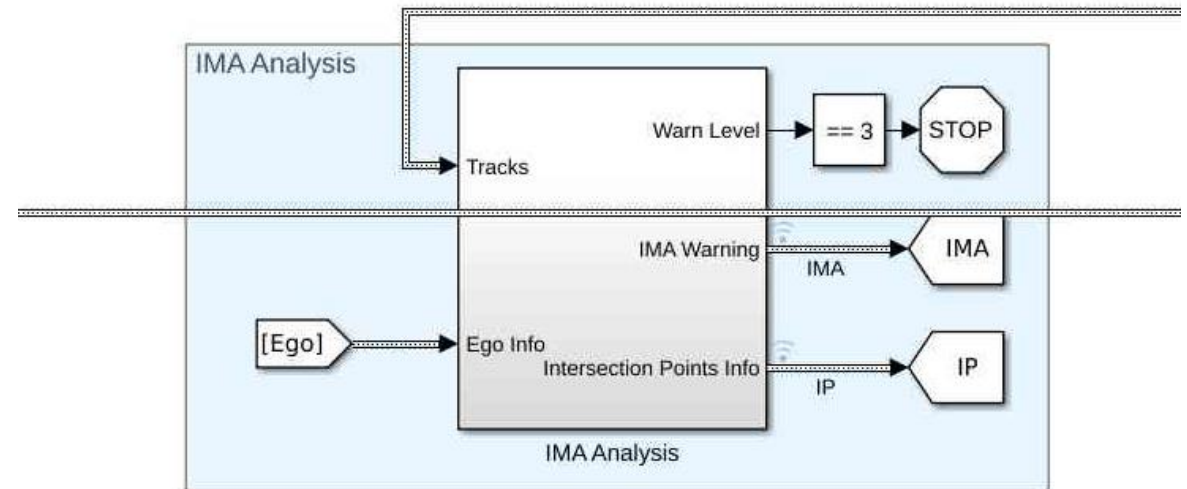 IMA Analysis
Warn Level
== 3
STOP
Tracks
IMA Warning
IMA
IMA
[Ego]
Ego Info
Intersection Points Info
IP
IP
IMA Analysis